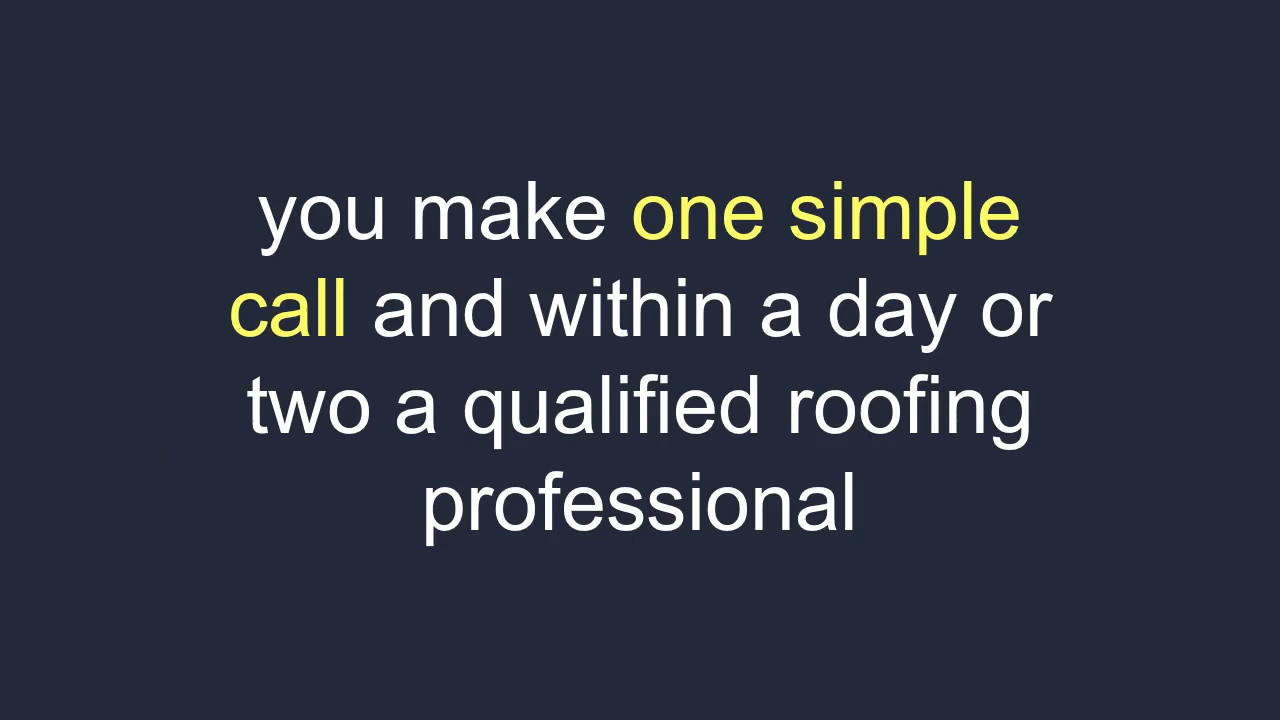 you make one simple
call and within a day or
two a qualified roofing
professional